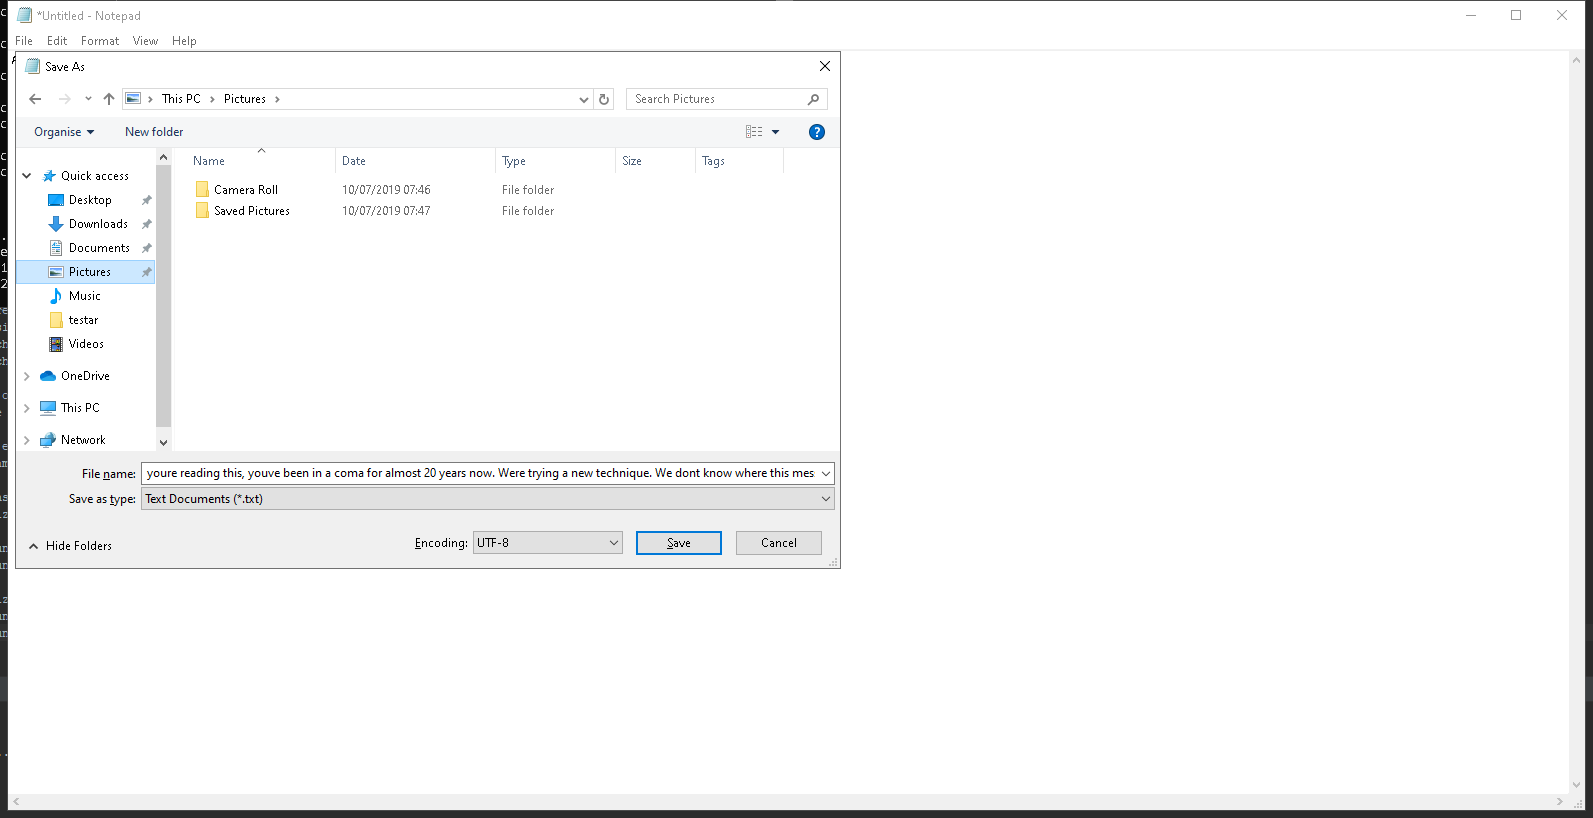 *Untitled - Notepad
File Edit Format View Help
Save As
This PC > Pictures >
Search Pictures
Organise
New folder
Name Date Type Size Tags
Quick access
Desktop
Downloads
Documents
Pictures
Music
testar
Videos
OneDrive
This PC
Network
Camera Roll 10/07/2019 07:46 File folder
Saved Pictures 10/07/2019 07:47 File folder
File name: youre reading this, youve been in a coma for almost 20 years now. Were trying a new technique. We dont know where this mes
Save as type: Text Documents (*.txt)
Hide Folders
Encoding: UTF-8
Save
Cancel